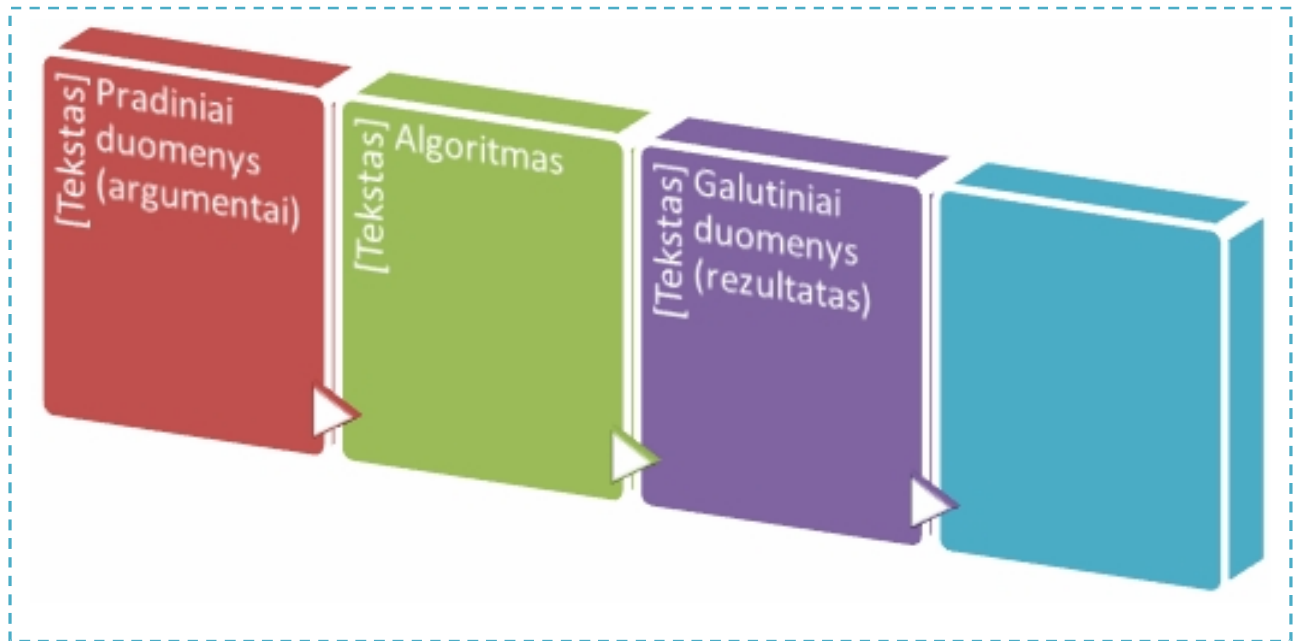 [Tekstas]
Pradiniai
duomenys
(argumentai)
[Tekstas]
Algoritmas
[Tekstas]
Galutiniai
duomenys
(rezultatas)